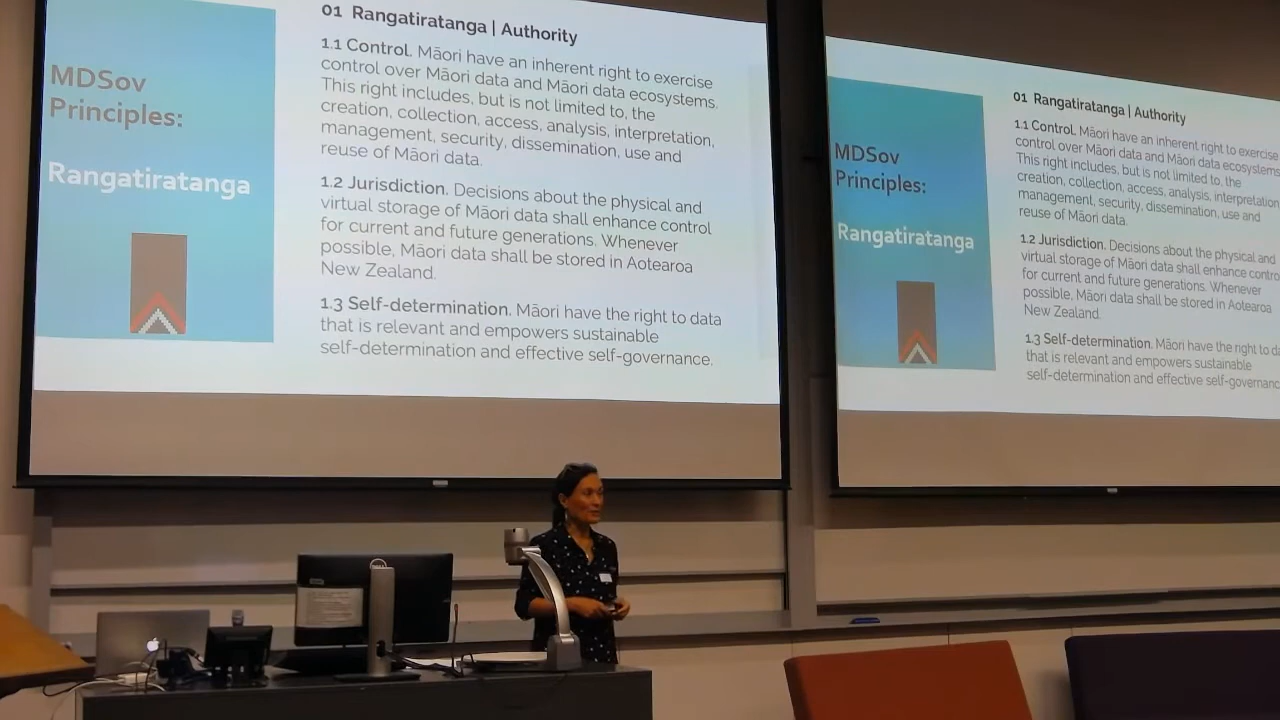 MDSov
Principles:
Rangatiratanga
01 Rangatiratanga | Authority
1.1 Control. Māori have an inherent right to exercise
control over Māori data and Māori data ecosystems.
This right includes, but is not limited to, the
creation, collection, access, analysis, interpretation,
management, security, dissemination, use and
reuse of Māori data.
1.2 Jurisdiction. Decisions about the physical and
virtual storage of Māori data shall enhance control
for current and future generations. Whenever
possible, Māori data shall be stored in Aotearoa
New Zealand.
1.3 Self-determination. Māori have the right to data
that is relevant and empowers sustainable
self-determination and effective self-governance.
MDSov
Principles:
Rangatiratanga
01 Rangatiratanga | Authority
1.1 Control. Māori have an inherent right to exercise
control over Māori data and Māori data ecosystems
This right includes, but is not limited to, the
creation, collection, access, analysis, interpretation
management, security, dissemination, use and
reuse of Māori data.
1.2 Jurisdiction. Decisions about the physical and
virtual storage of Māori data shall enhance contro
for current and future generations. Whenever
possible, Māori data shall be stored in Aotearoa
New Zealand.
1.3 Self-determination. Māori have the right to da
that is relevant and empowers sustainable
self-determination and effective self-governanc